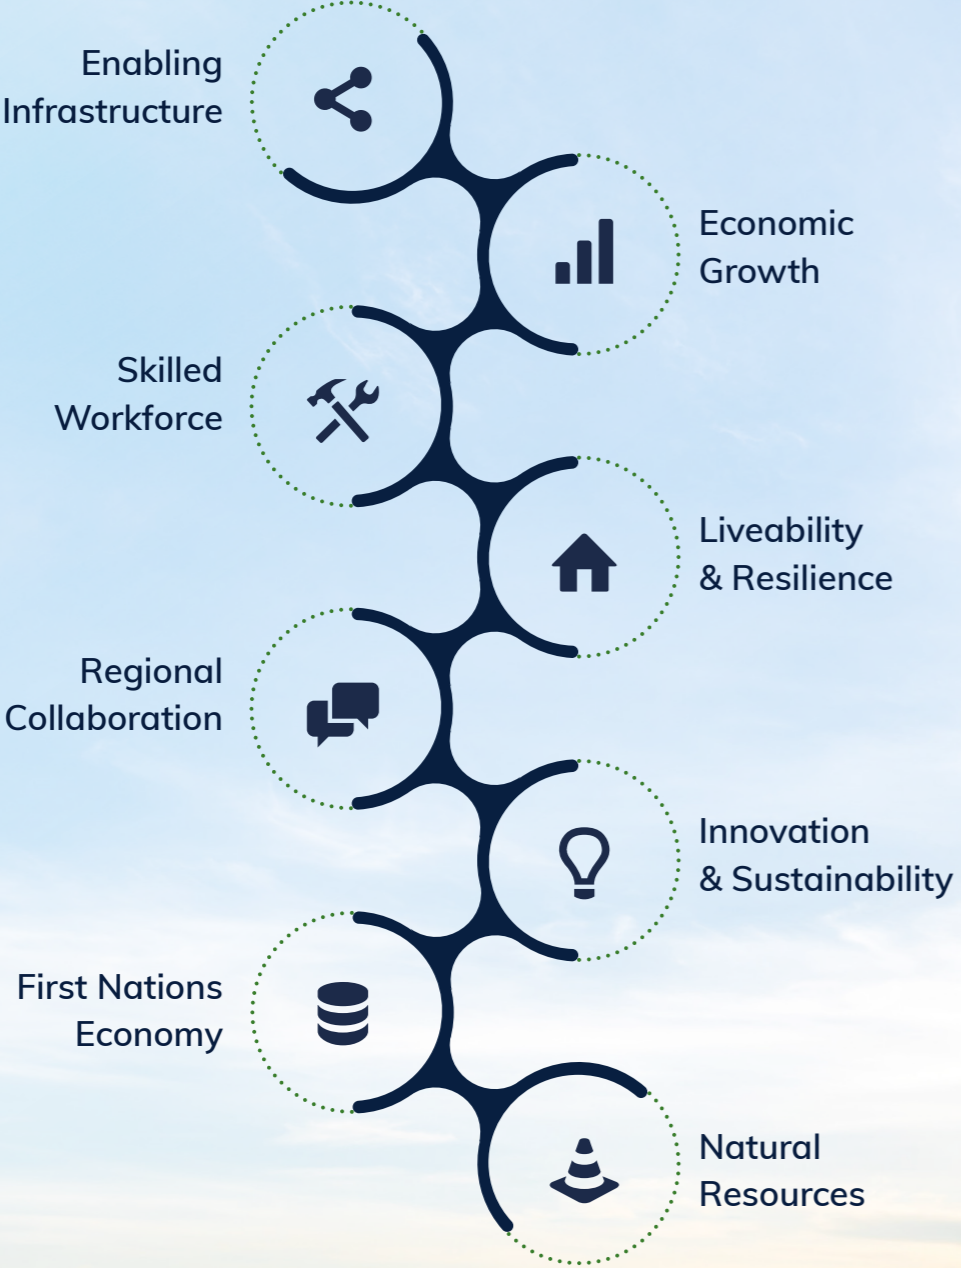 Enabling
Infrastructure
Economic
Growth
Skilled
Workforce
Liveability
& Resilience
Regional
Collaboration
Innovation
& Sustainability
First Nations
Economy
Natural
Resources